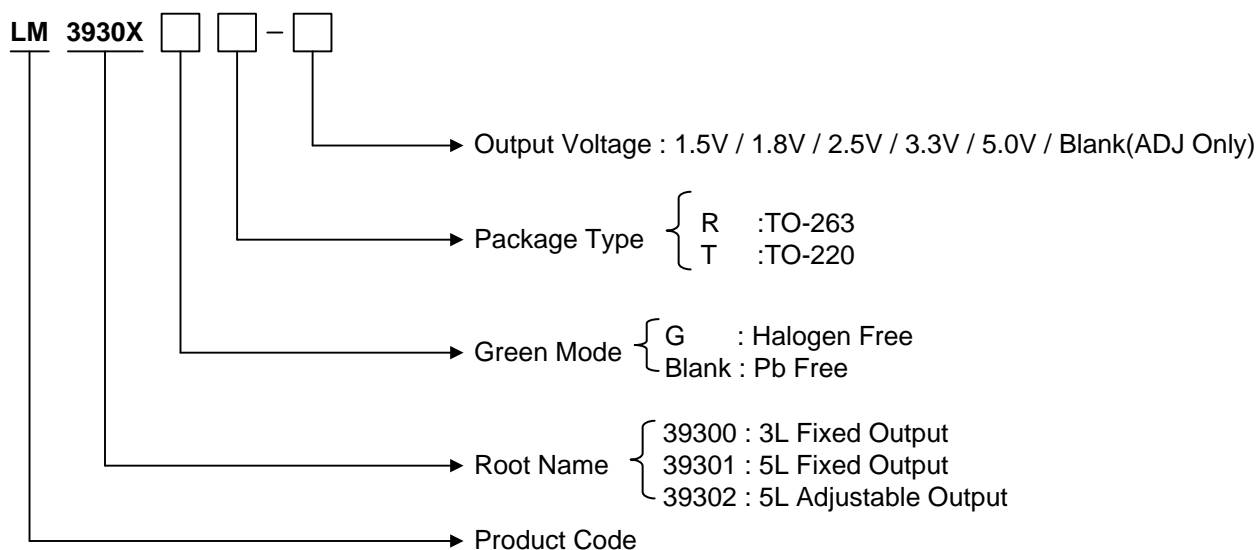 LM 3930X □ □ – □
Output Voltage : 1.5V / 1.8V / 2.5V / 3.3V / 5.0V / Blank(ADJ Only)
Package Type
R :TO-263
T :TO-220
Green Mode
G : Halogen Free
Blank : Pb Free
Root Name
39300 : 3L Fixed Output
39301 : 5L Fixed Output
39302 : 5L Adjustable Output
Product Code